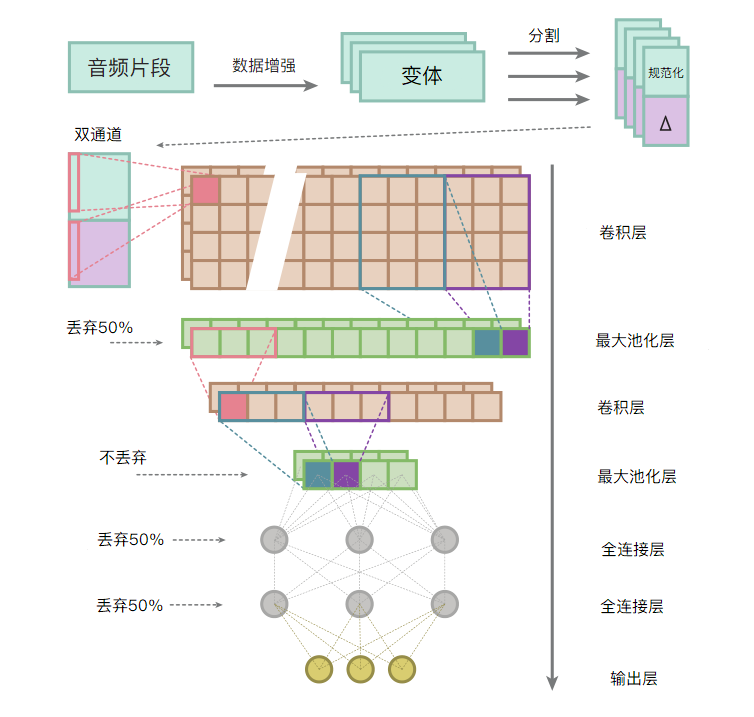 音频片段
数据增强
变体
分割
规范化
Δ
双通道
卷积层
丢弃50%
最大池化层
卷积层
不丢弃
最大池化层
丢弃50%
全连接层
丢弃50%
全连接层
输出层